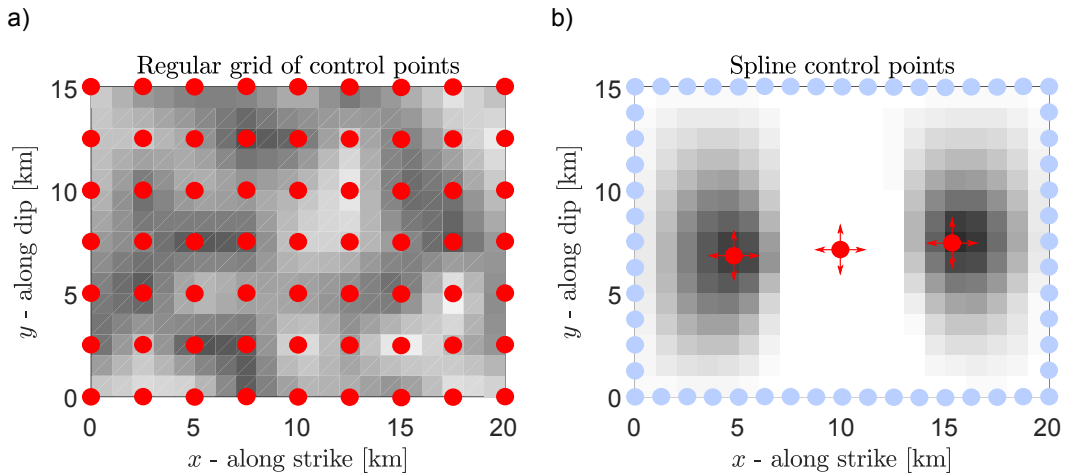 a)
Regular grid of control points
15
10
5
0
0 5 10 15 20
y - along dip [km]
x - along strike [km]
b)
Spline control points
15
10
5
0
0 5 10 15 20
y - along dip [km]
x - along strike [km]